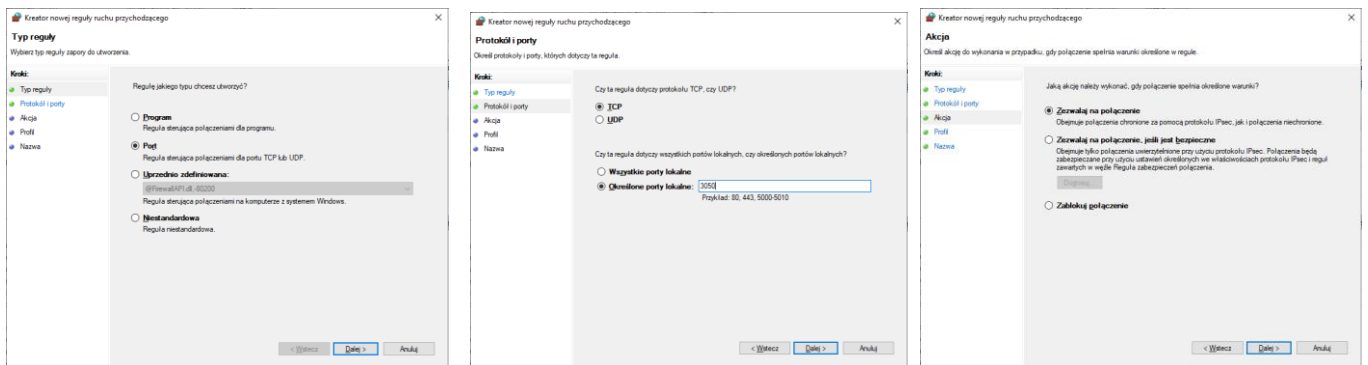 Kreator nowej reguły ruchu przychodzącego
Typ reguły
Wybierz typ reguły zapory do utworzenia.
Kroki:
Typ reguły
Protokół i porty
Akcja
Profil
Nazwa
Regułę jakiego typu chcesz utworzyć?
Program
Reguła sterująca połączeniami dla programu.
Port
Reguła sterująca połączeniami dla portu TCP lub UDP.
Uprzednio zdefiniowana:
@FirewallAPI.dll,-80200
Reguła sterująca połączeniami na komputerze z systemem Windows.
Niestandardowa
Reguła niestandardowa.
< Wstecz
Dalej >
Anuluj
Kreator nowej reguły ruchu przychodzącego
Protokół i porty
Określ protokoły i porty, których dotyczy ta reguła.
Kroki:
Typ reguły
Protokół i porty
Akcja
Profil
Nazwa
Czy ta reguła dotyczy protokołu TCP, czy UDP?
TCP
UDP
Czy ta reguła dotyczy wszystkich portów lokalnych, czy określonych portów lokalnych?
Wszystkie porty lokalne
Określone porty lokalne: 3050
Przykład: 80, 443, 5000-5010
< Wstecz
Dalej >
Anuluj
Kreator nowej reguły ruchu przychodzącego
Akcja
Określ akcję do wykonania w przypadku, gdy połączenie spełnia warunki określone w regule.
Kroki:
Typ reguły
Protokół i porty
Akcja
Profil
Nazwa
Jaką akcję należy wykonać, gdy połączenie spełnia określone warunki?
Zezwalaj na połączenie
Obejmuje połączenia chronione za pomocą protokołu IPsec, jak i połączenia niechronione.
Zezwalaj na połączenie, jeśli jest bezpieczne
Obejmuje tylko połączenia uwierzytelnione przy użyciu protokołu IPsec. Połączenia będą
zabezpieczane przy użyciu ustawień określonych we właściwościach protokołu IPsec i reguł
zawartych w węźle Reguła zabezpieczeń połączenia.
Dostosuj...
Zablokuj połączenie
< Wstecz
Dalej >
Anuluj